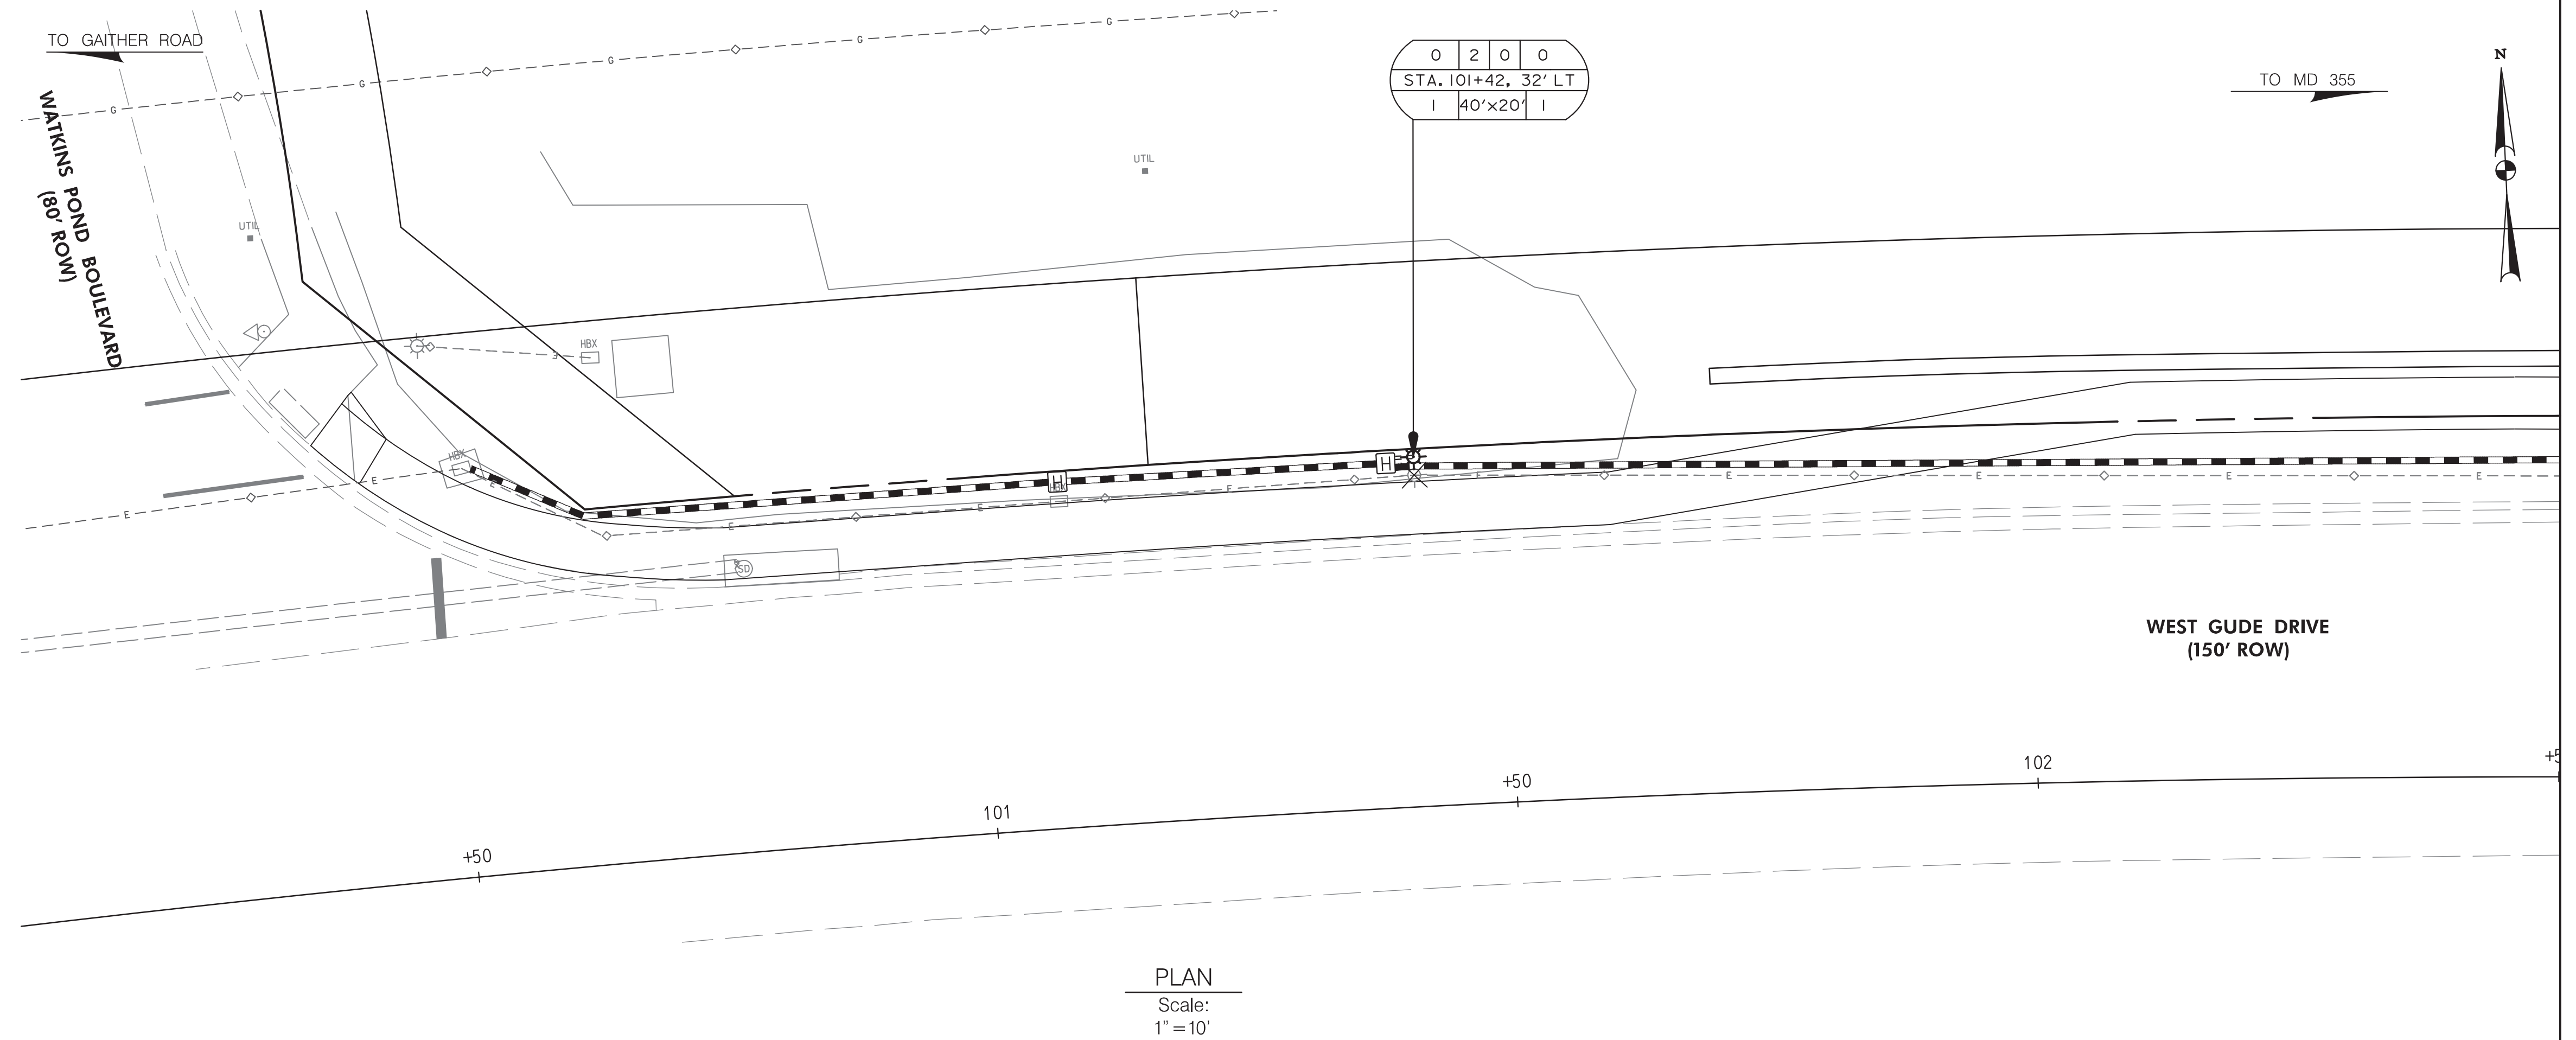 TO GAITHER ROAD
WATKINS POND BOULEVARD
(80' ROW)
G
G
G
G
G
0 2 0 0
STA. 101+42, 32' LT
1 40'x20' 1
TO MD 355
N
UTIL
UTIL
HBX
E
HBX
E
E
E
H
HBX
H
E
E
E
E
E
E
E
E
SD
WEST GUDE DRIVE
(150' ROW)
+50
101
+50
102
PLAN
Scale:
1"=10'